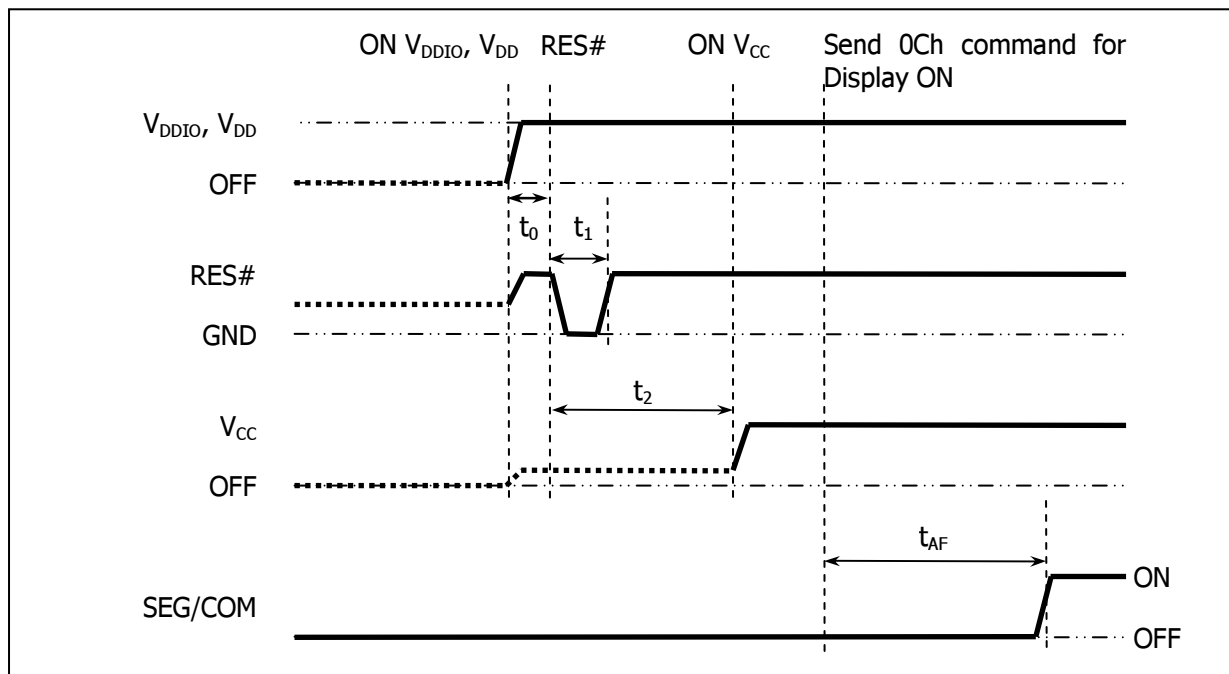 ON VDDIO, VDD RES# ON VCC Send 0Ch command for
Display ON
VDDIO, VDD
OFF
t0 t1
RES#
GND
t2
VCC
OFF
tAF
ON
SEG/COM
OFF